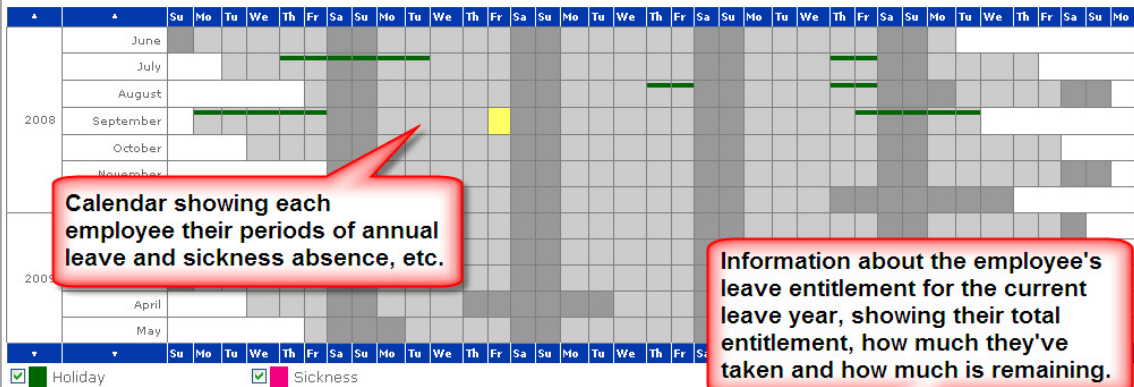 Su Mo Tu We Th Fr Sa Su Mo Tu We Th Fr Sa Su Mo Tu We Th Fr Sa Su Mo Tu We Th Fr Sa Su Mo Tu We Th Fr Sa Su Mo
June
July
August
2008 September
October
November
Calendar showing each
employee their periods of annual
leave and sickness absence, etc.
Information about the employee's
leave entitlement for the current
leave year, showing their total
entitlement, how much they've
taken and how much is remaining.
2009
April
May
Su Mo Tu We Th Fr Sa Su Mo Tu We Th Fr Sa Su Mo Tu We Th Fr Sa
Holiday Sickness